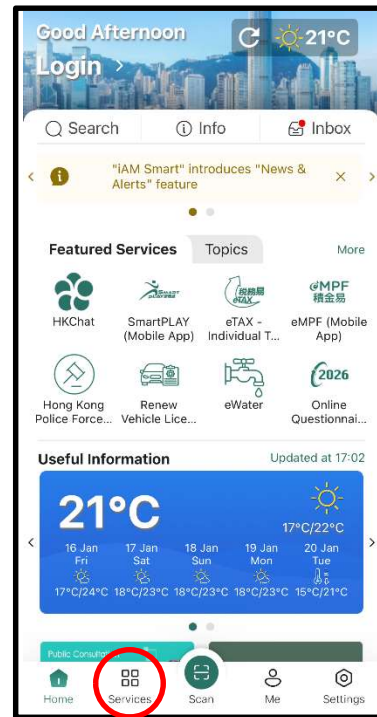 Good Afternoon
21°C
Login >
Search
Info
Inbox
"iAM Smart" introduces "News &
Alerts" feature
Featured Services
Topics
More
HKChat
SmartPLAY
(Mobile App)
稅務易
eTAX
eTAX -
Individual T...
eMPF
積金易
eMPF (Mobile
App)
Hong Kong
Police Force...
Renew
Vehicle Lice...
eWater
2026
Online
Questionnai...
Useful Information
Updated at 17:02
21°C
17°C/22°C
16 Jan 17 Jan 18 Jan 19 Jan 20 Jan
Fri Sat Sun Mon Tue
17°C/24°C 18°C/23°C 18°C/23°C 18°C/23°C 15°C/21°C
Public Consultation
Home
Services
Scan
Me
Settings